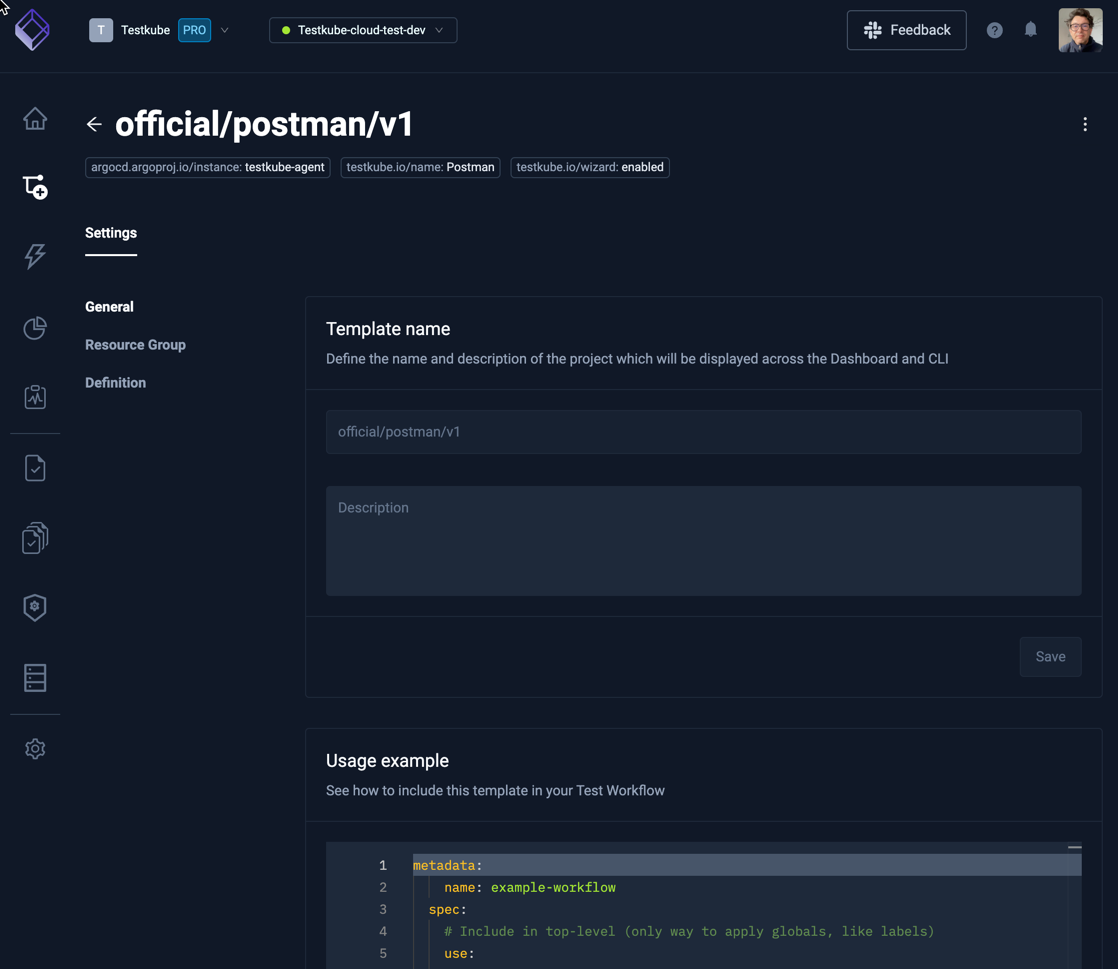 T Testkube PRO Testkube-cloud-test-dev Feedback ?
official/postman/v1
argocd.argoproj.io/instance: testkube-agent testkube.io/name: Postman testkube.io/wizard: enabled
Settings
General
Resource Group
Definition
Template name
Define the name and description of the project which will be displayed across the Dashboard and CLI
official/postman/v1
Description
Save
Usage example
See how to include this template in your Test Workflow
1 metadata:
2 name: example-workflow
3 spec:
4 # Include in top-level (only way to apply globals, like labels)
5 use: